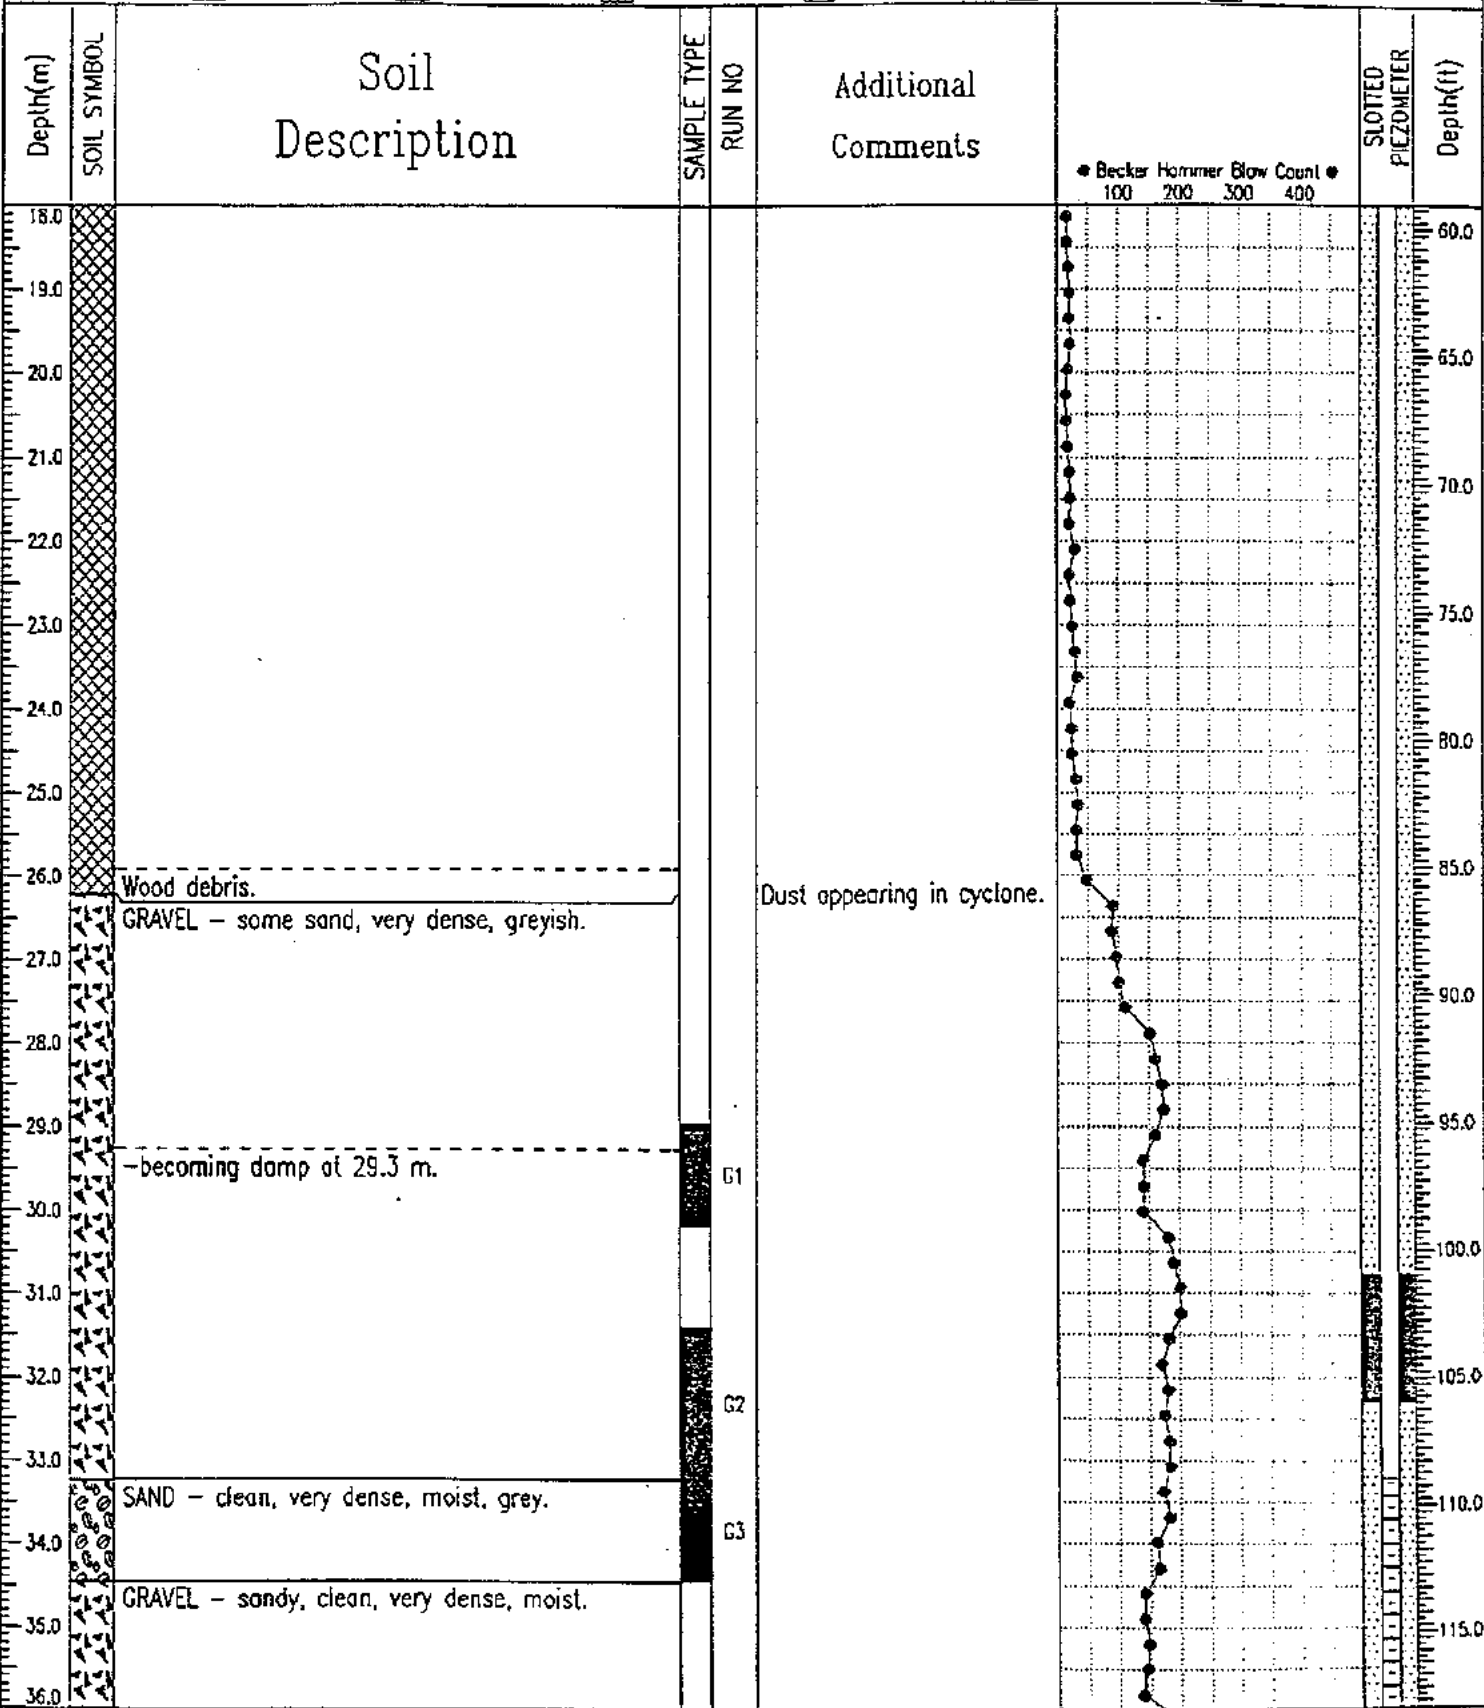 Depth(m)
SOIL SYMBOL
Soil
Description
SAMPLE TYPE
RUN NO
Additional
Comments
Becker Hammer Blow Count
100 200 300 400
SLOTTED
PIEZOMETER
Depth(ft)
18.0
19.0
20.0
21.0
22.0
23.0
24.0
25.0
26.0
27.0
28.0
29.0
30.0
31.0
32.0
33.0
34.0
35.0
36.0
Wood debris.
GRAVEL – some sand, very dense, greyish.
-becoming damp at 29.3 m.
SAND – clean, very dense, moist, grey.
GRAVEL – sandy, clean, very dense, moist.
G1
G2
G3
Dust appearing in cyclone.
60.0
65.0
70.0
75.0
80.0
85.0
90.0
95.0
100.0
105.0
110.0
115.0